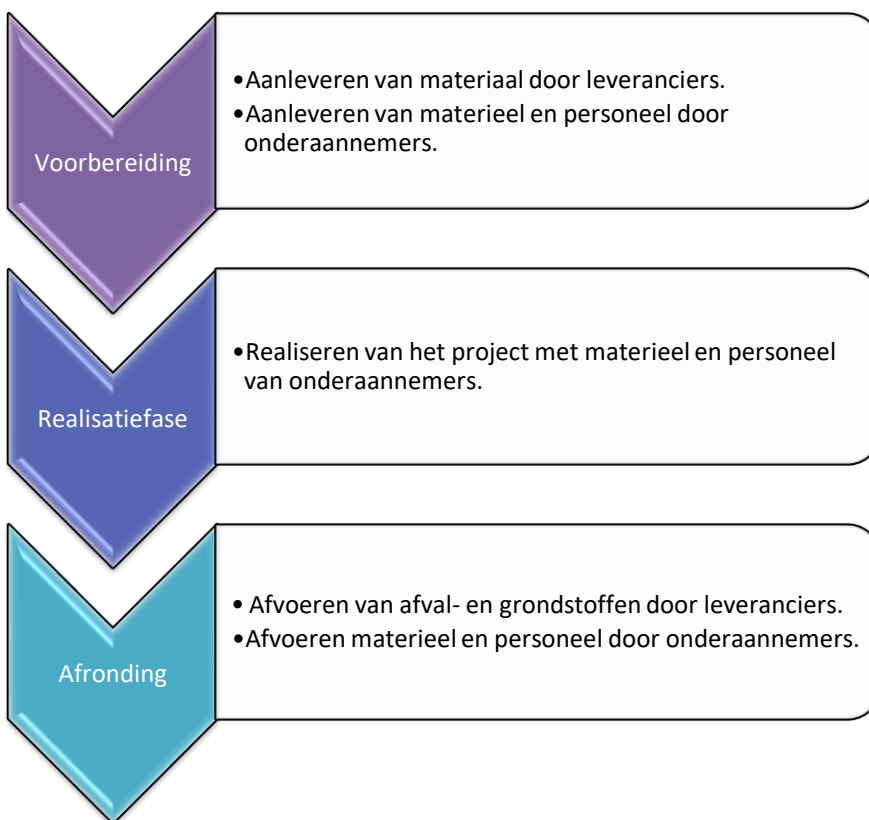 Voorbereiding
•Aanleveren van materiaal door leveranciers.
•Aanleveren van materieel en personeel door
onderaannemers.
Realisatiefase
•Realiseren van het project met materieel en personeel
van onderaannemers.
Afronding
• Afvoeren van afval- en grondstoffen door leveranciers.
•Afvoeren materieel en personeel door onderaannemers.